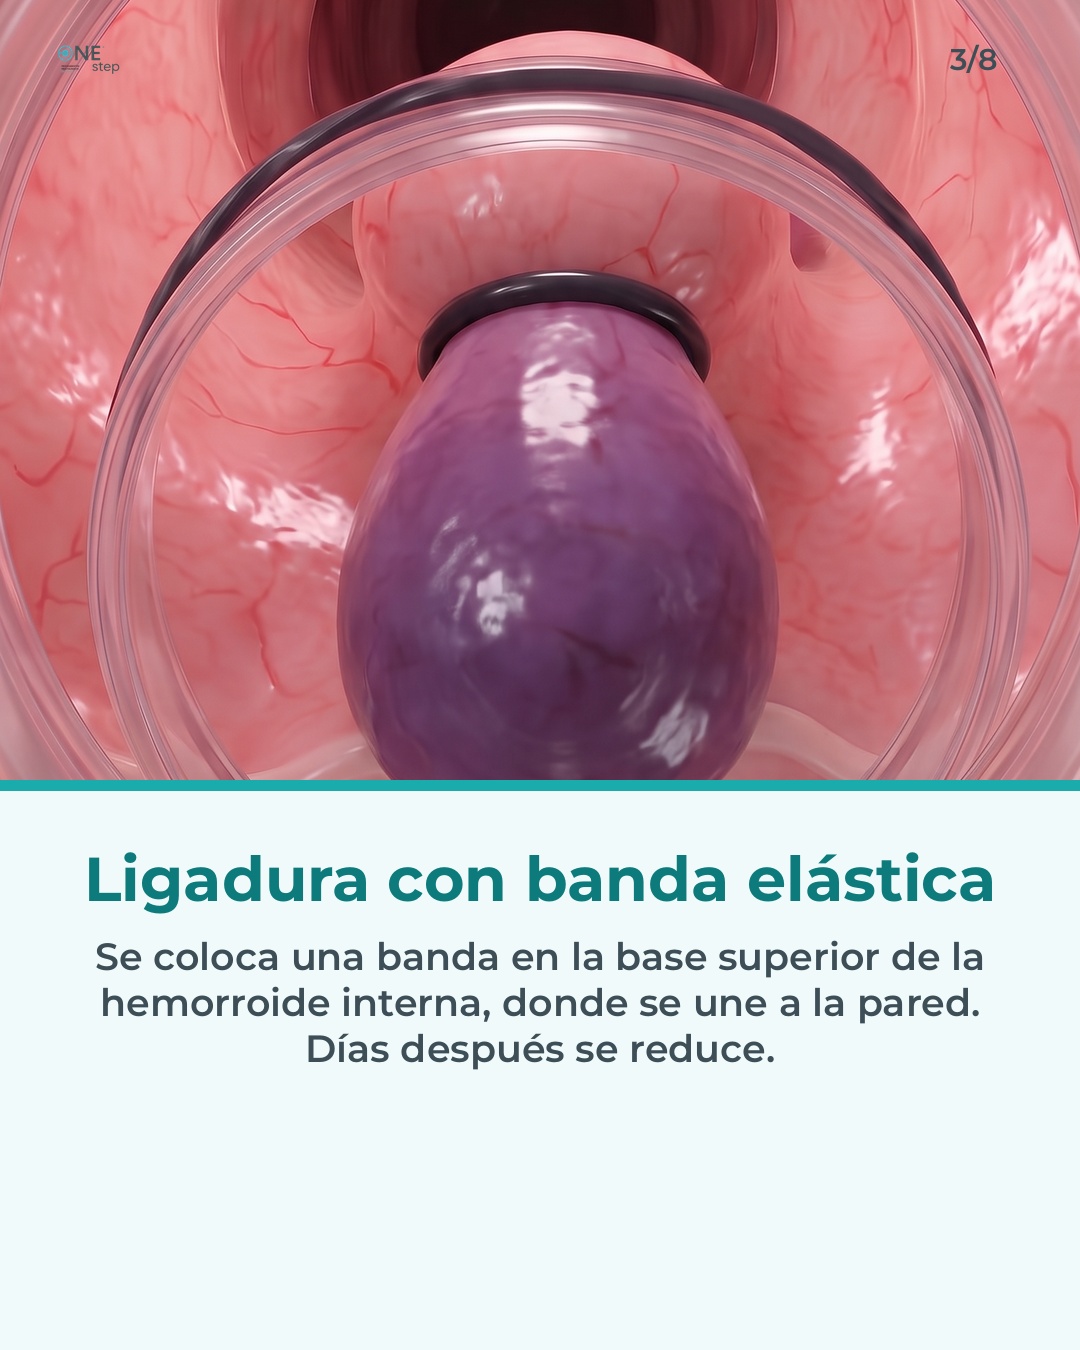 ONE
step
3/8
Ligadura con banda elástica
Se coloca una banda en la base superior de la
hemorroide interna, donde se une a la pared.
Días después se reduce.